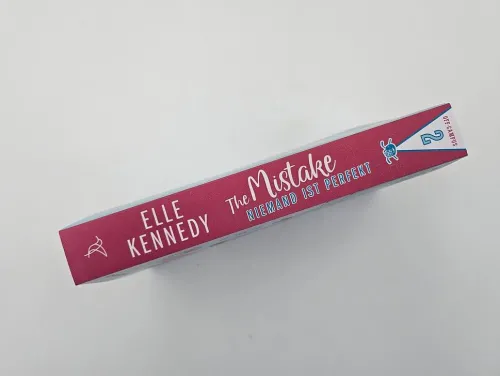 ELLE
KENNEDY
The Mistake
NIEMAND IST PERFEKT
OFF-CAMPUS
2